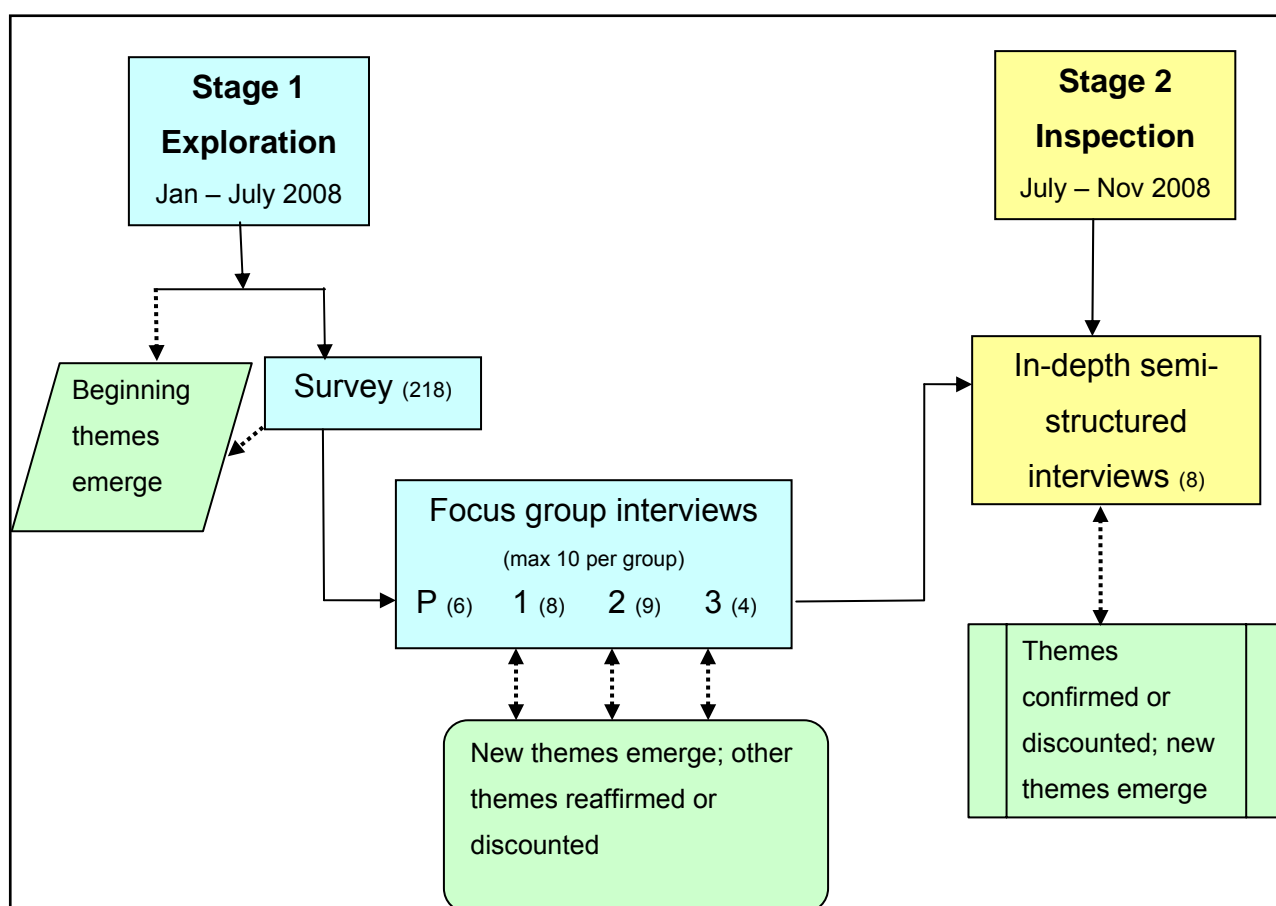 Stage 1
Exploration
Jan – July 2008
Stage 2
Inspection
July – Nov 2008
Beginning
themes
emerge
Survey (218)
In-depth semi-
structured
interviews (8)
Focus group interviews
(max 10 per group)
P (6) 1 (8) 2 (9) 3 (4)
New themes emerge; other
themes reaffirmed or
discounted
Themes
confirmed or
discounted; new
themes emerge